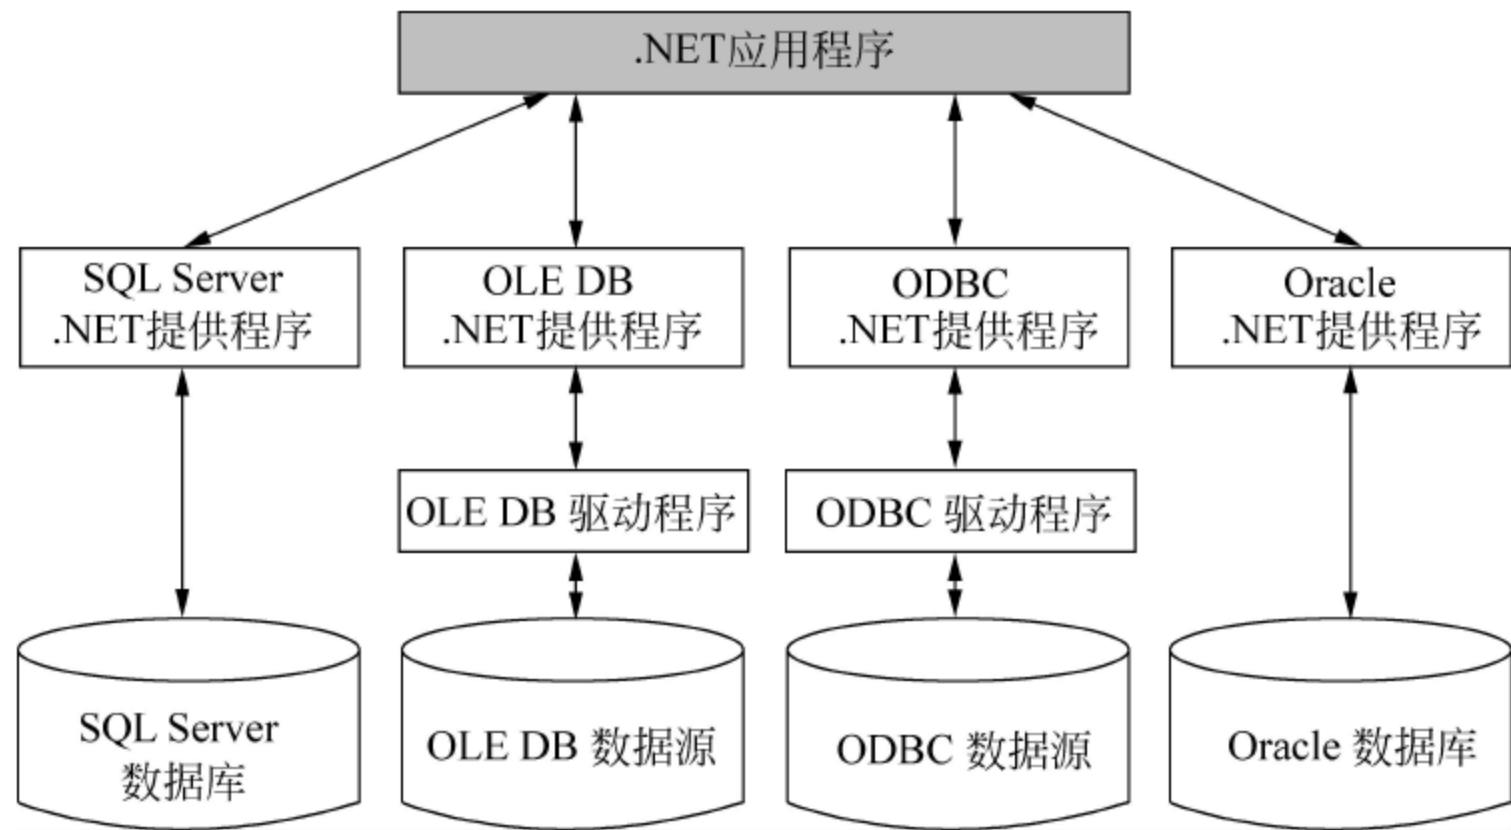 .NET应用程序
SQL Server
.NET提供程序
OLE DB
.NET提供程序
ODBC
.NET提供程序
Oracle
.NET提供程序
OLE DB 驱动程序
ODBC 驱动程序
SQL Server
数据库
OLE DB 数据源
ODBC 数据源
Oracle 数据库